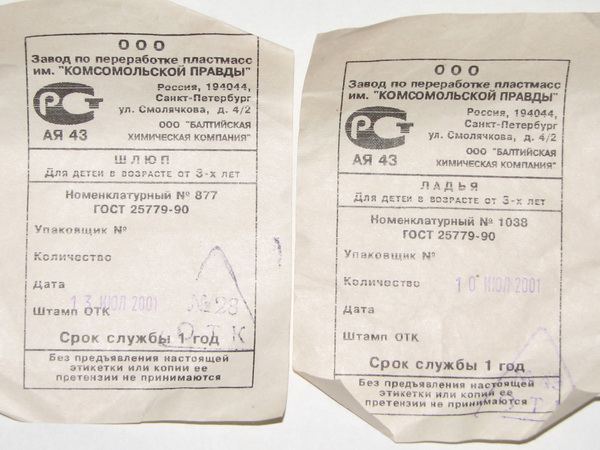 ООО
Завод по переработке пластмасс
им. "КОМСОМОЛЬСКОЙ ПРАВДЫ"
Россия, 194044,
Санкт-Петербург
ул. Смолячкова, д. 4/2
РСТ
АЯ 43
ООО "БАЛТИЙСКАЯ
ХИМИЧЕСКАЯ КОМПАНИЯ"
ШЛЮП
Для детей в возрасте от 3-х лет
Номенклатурный № 877
ГОСТ 25779-90
Упаковщик №
Количество
Дата
13 ИЮЛ 2001
Штамп ОТК
№ 28
ОТК
Срок службы 1 год
Без предъявления настоящей
этикетки или копии ее
претензии не принимаются
ООО
Завод по переработке пластмасс
им. "КОМСОМОЛЬСКОЙ ПРАВДЫ"
Россия, 194044,
Санкт-Петербург
ул. Смолячкова, д. 4/2
РСТ
АЯ 43
ООО "БАЛТИЙСКАЯ
ХИМИЧЕСКАЯ КОМПАНИЯ"
ЛАДЬЯ
Для детей в возрасте от 3-х лет
Номенклатурный № 1038
ГОСТ 25779-90
Упаковщик №
Количество
10 ИЮЛ 2001
Дата
Штамп ОТК
Срок службы 1 год
Без предъявления настоящей
этикетки или копии ее
претензии не принимаются